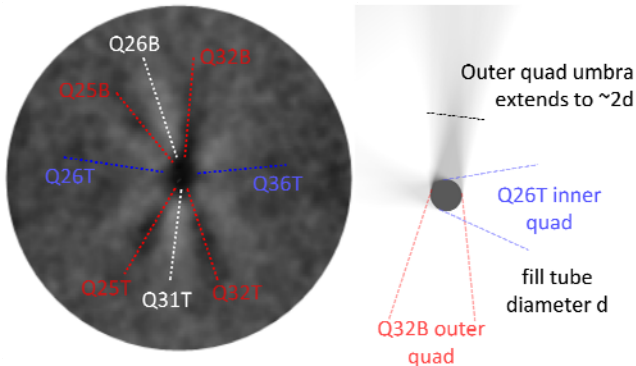 Q26B
Q32B
Q25B
Q26T
Q36T
Q25T
Q32T
Q31T
Outer quad umbra
extends to ~2d
Q26T inner
quad
fill tube
diameter d
Q32B outer
quad